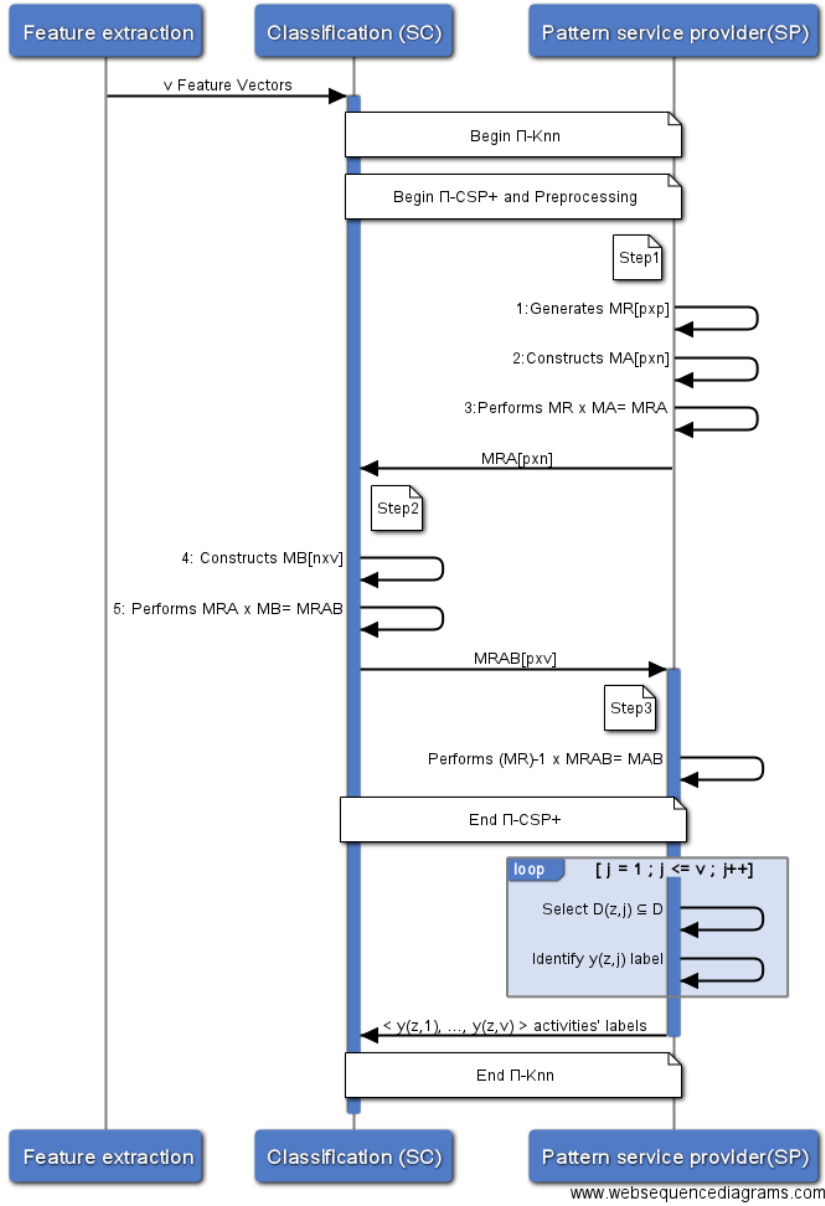 Feature extraction
Classification (SC)
Pattern service provider(SP)
v Feature Vectors
Begin Π-Knn
Begin Π-CSP+ and Preprocessing
Step1
1:Generates MR[pxp]
2:Constructs MA[pxn]
3:Performs MR x MA= MRA
MRA[pxn]
Step2
4: Constructs MB[nxv]
5: Performs MRA x MB= MRAB
MRAB[pxv]
Step3
Performs (MR)-1 x MRAB= MAB
End Π-CSP+
loop [ j = 1 ; j <= v ; j++]
Select D(z,j) ⊆ D
Identify y(z,j) label
< y(z,1), ..., y(z,v) > activities' labels
End Π-Knn
Feature extraction
Classification (SC)
Pattern service provider(SP)
www.websequencediagrams.com